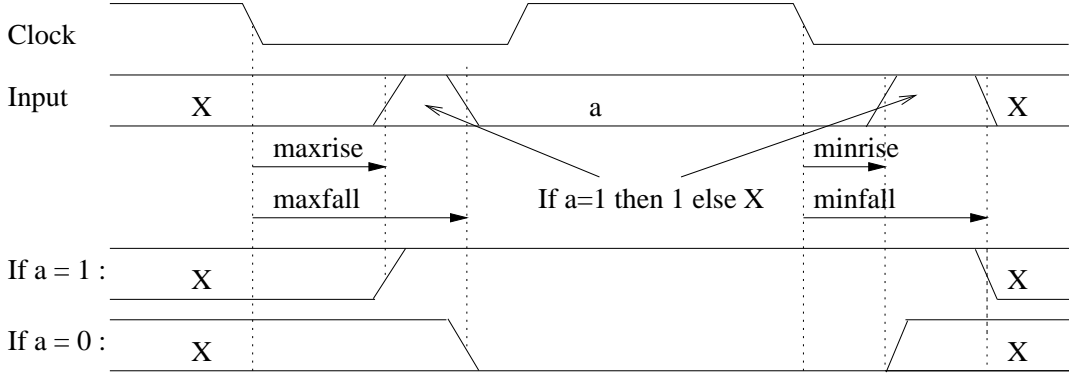 Clock
Input X a X
maxrise minrise
maxfall If a=1 then 1 else X minfall
If a = 1 : X X
If a = 0 : X X